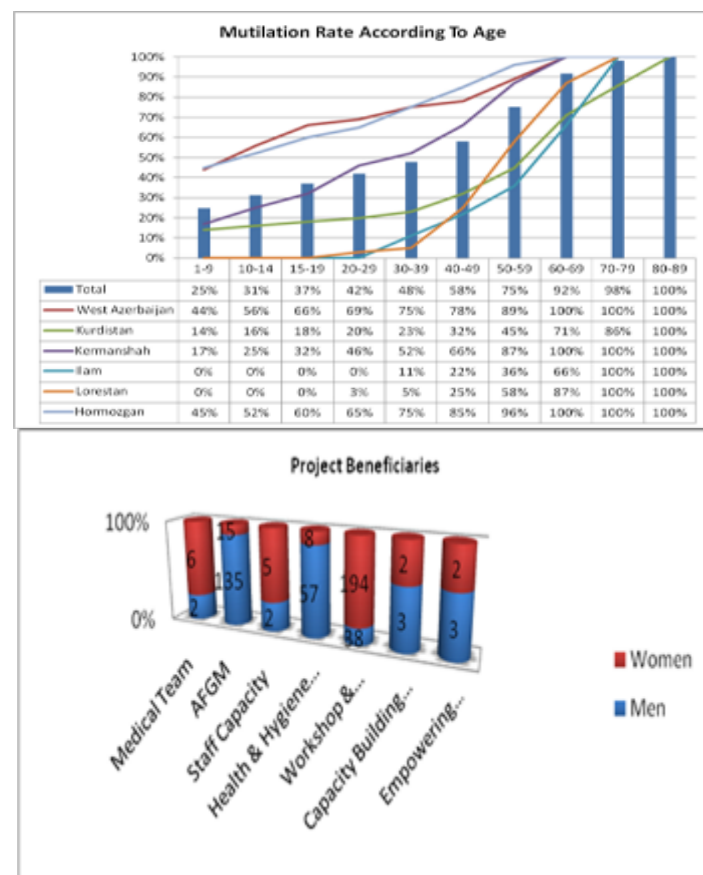 Mutilation Rate According To Age
100%
90%
80%
70%
60%
50%
40%
30%
20%
10%
0%
1-9 10-14 15-19 20-29 30-39 40-49 50-59 60-69 70-79 80-89
Total 25% 31% 37% 42% 48% 58% 75% 92% 98% 100%
West Azerbaijan 44% 56% 66% 69% 75% 78% 89% 100% 100% 100%
Kurdistan 14% 16% 18% 20% 23% 32% 45% 71% 86% 100%
Kermanshah 17% 25% 32% 46% 52% 66% 87% 100% 100% 100%
Ilam 0% 0% 0% 0% 11% 22% 36% 66% 100% 100%
Lorestan 0% 0% 0% 3% 5% 25% 58% 87% 100% 100%
Hormozgan 45% 52% 60% 65% 75% 85% 96% 100% 100% 100%
Project Beneficiaries
100%
0%
6 15 5 8 194 2 2
2 135 2 57 38 3 3
Medical Team
AFGM
Staff Capacity
Health & Hygiene...
Workshop &...
Capacity Building...
Empowering...
Women
Men